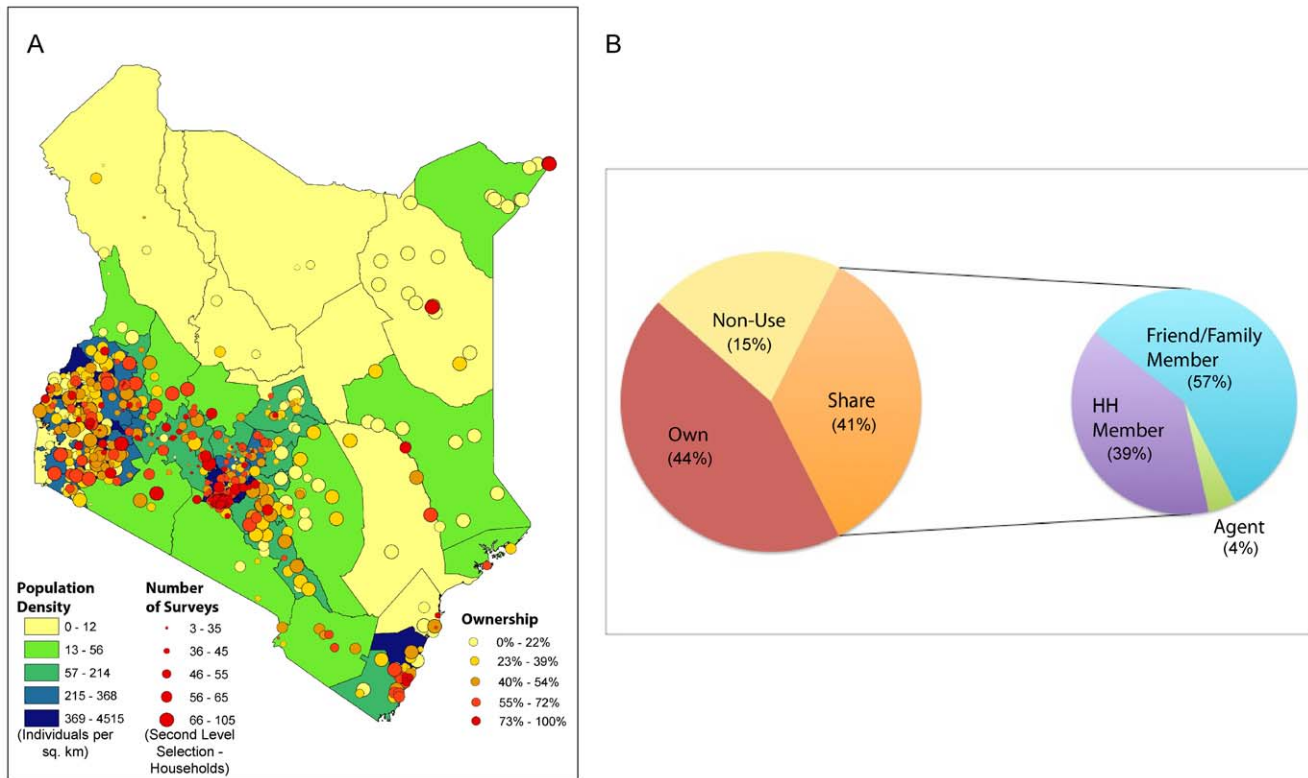 A
Population
Density
0 - 12
13 - 56
57 - 214
215 - 368
369 - 4515
(Individuals per
sq. km)
Number
of Surveys
3 - 35
36 - 45
46 - 55
56 - 65
66 - 105
(Second Level
Selection -
Households)
Ownership
0% - 22%
23% - 39%
40% - 54%
55% - 72%
73% - 100%
B
Non-Use
(15%)
Own
(44%)
Share
(41%)
Friend/Family
Member
(57%)
HH
Member
(39%)
Agent
(4%)